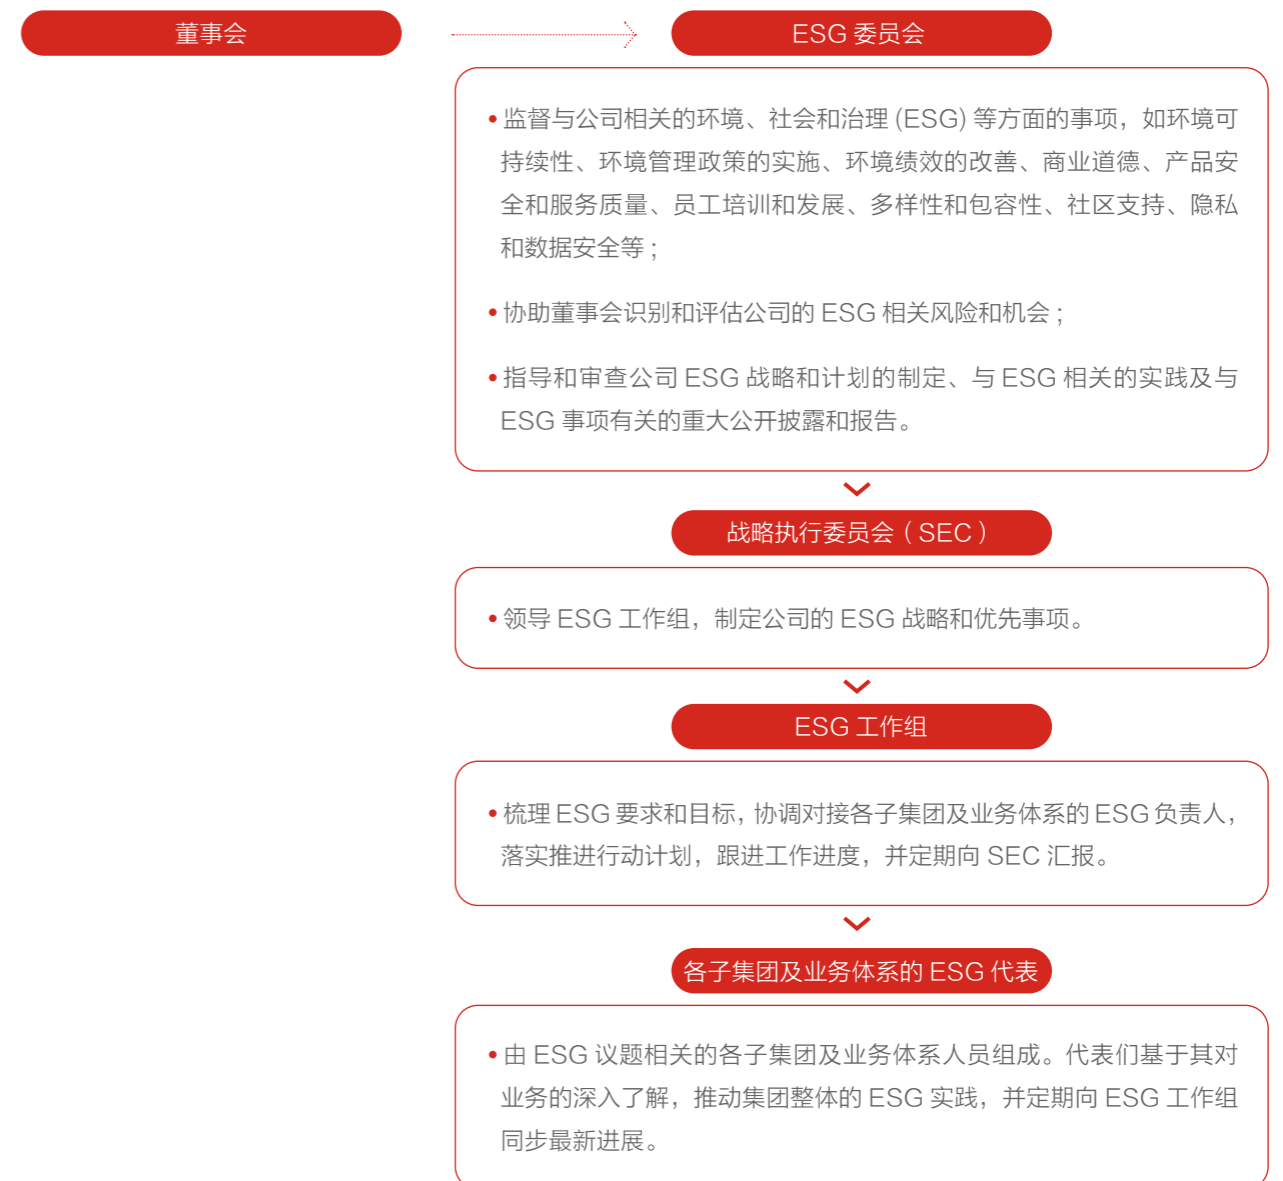 董事会
ESG 委员会
• 监督与公司相关的环境、社会和治理 (ESG) 等方面的事项，如环境可
持续性、环境管理政策的实施、环境绩效的改善、商业道德、产品安
全和服务质量、员工培训和发展、多样性和包容性、社区支持、隐私
和数据安全等；
• 协助董事会识别和评估公司的 ESG 相关风险和机会；
• 指导和审查公司 ESG 战略和计划的制定、与 ESG 相关的实践及与
ESG 事项有关的重大公开披露和报告。
战略执行委员会（SEC）
• 领导 ESG 工作组，制定公司的 ESG 战略和优先事项。
ESG 工作组
• 梳理 ESG 要求和目标，协调对接各子集团及业务体系的 ESG 负责人，
落实推进行动计划，跟进工作进度，并定期向 SEC 汇报。
各子集团及业务体系的 ESG 代表
• 由 ESG 议题相关的各子集团及业务体系人员组成。代表们基于其对
业务的深入了解，推动集团整体的 ESG 实践，并定期向 ESG 工作组
同步最新进展。